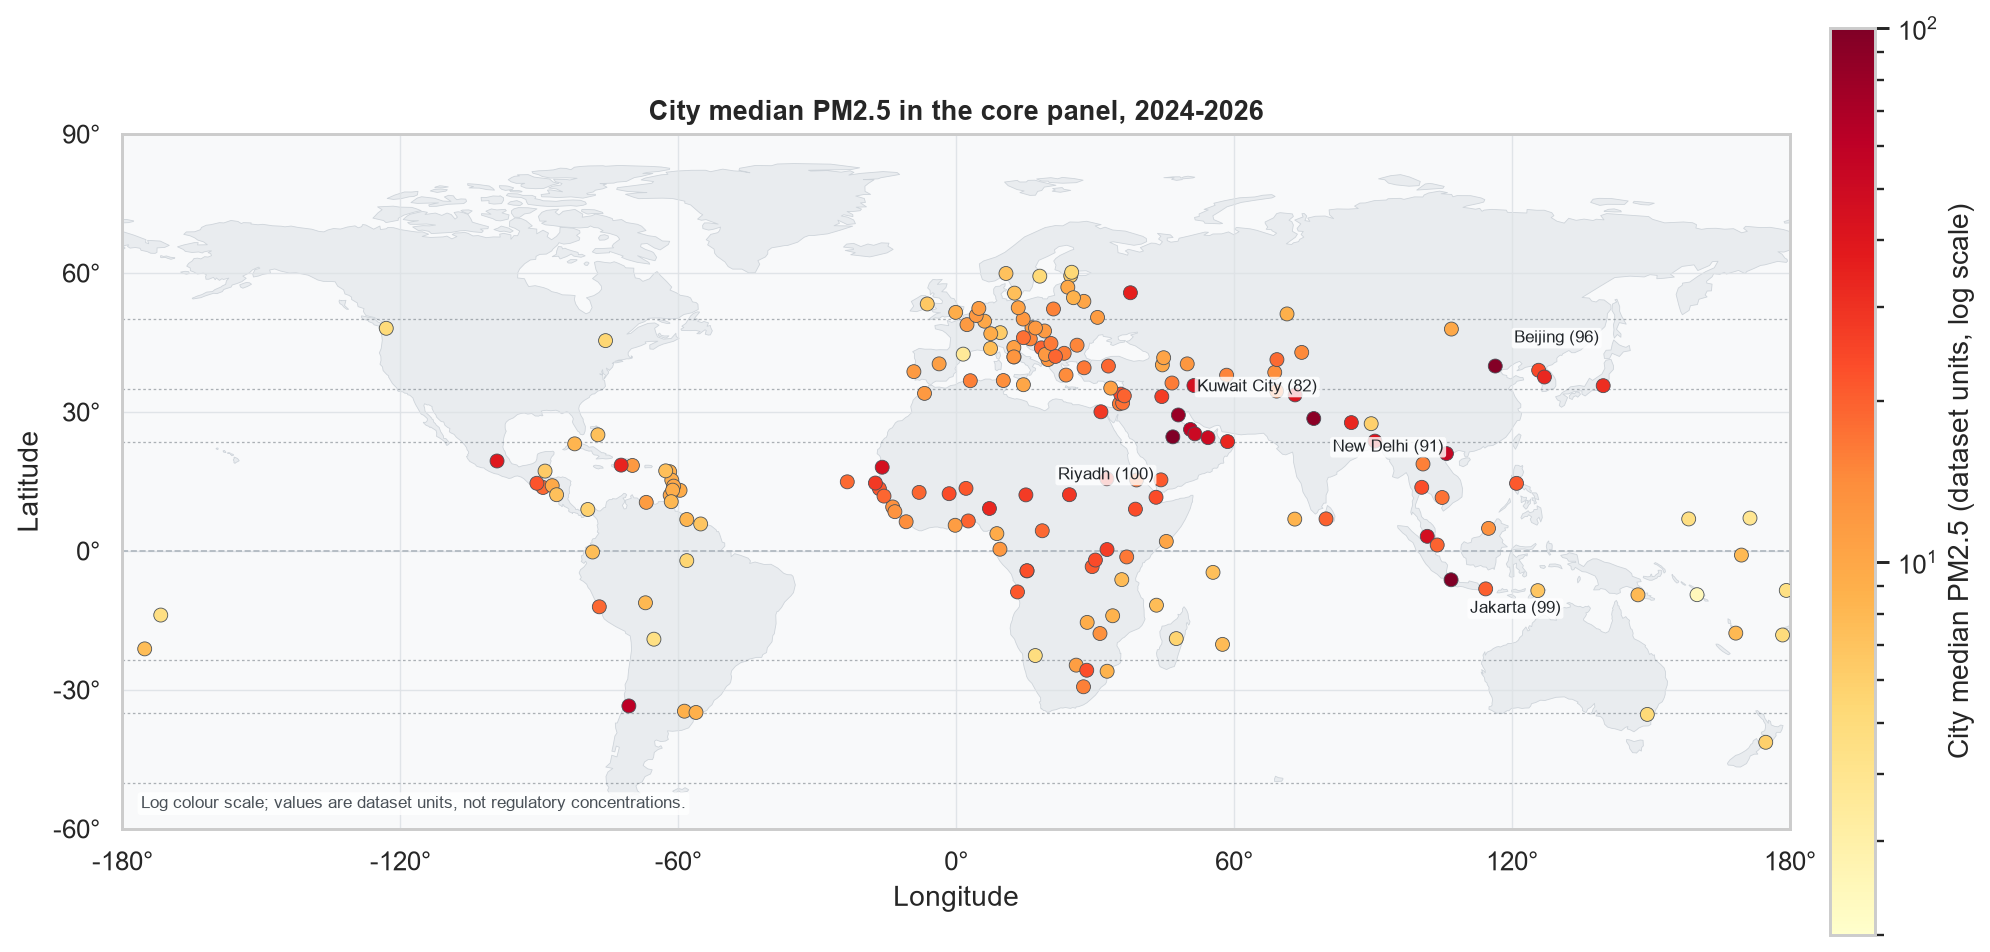 10²
City median PM2.5 in the core panel, 2024-2026
90°
60°
30°
0°
-30°
-60°
Latitude
Beijing (96)
Kuwait City (82)
New Delhi (91)
Riyadh (100)
Jakarta (99)
Log colour scale; values are dataset units, not regulatory concentrations.
-180°
-120°
-60°
0°
60°
120°
180°
Longitude
10¹
City median PM2.5 (dataset units, log scale)